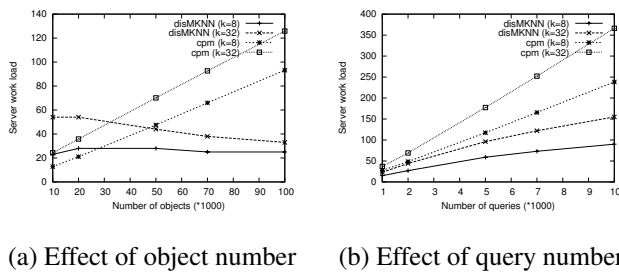 disMKNN (k=8)
disMKNN (k=32)
cpm (k=8)
cpm (k=32)
Server work load
140
120
100
80
60
40
20
0
10 20 30 40 50 60 70 80 90 100
Number of objects (*1000)
disMKNN (k=8)
disMKNN (k=32)
cpm (k=8)
cpm (k=32)
Server work load
400
350
300
250
200
150
100
50
0
1 2 3 4 5 6 7 8 9 10
Number of queries (*1000)
(a) Effect of object number
(b) Effect of query number